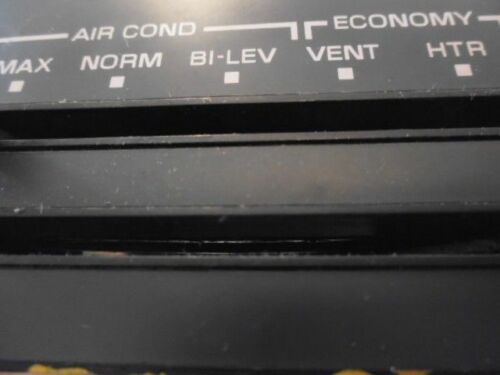 AIR COND ECONOMY
MAX NORM BI-LEV VENT HTR